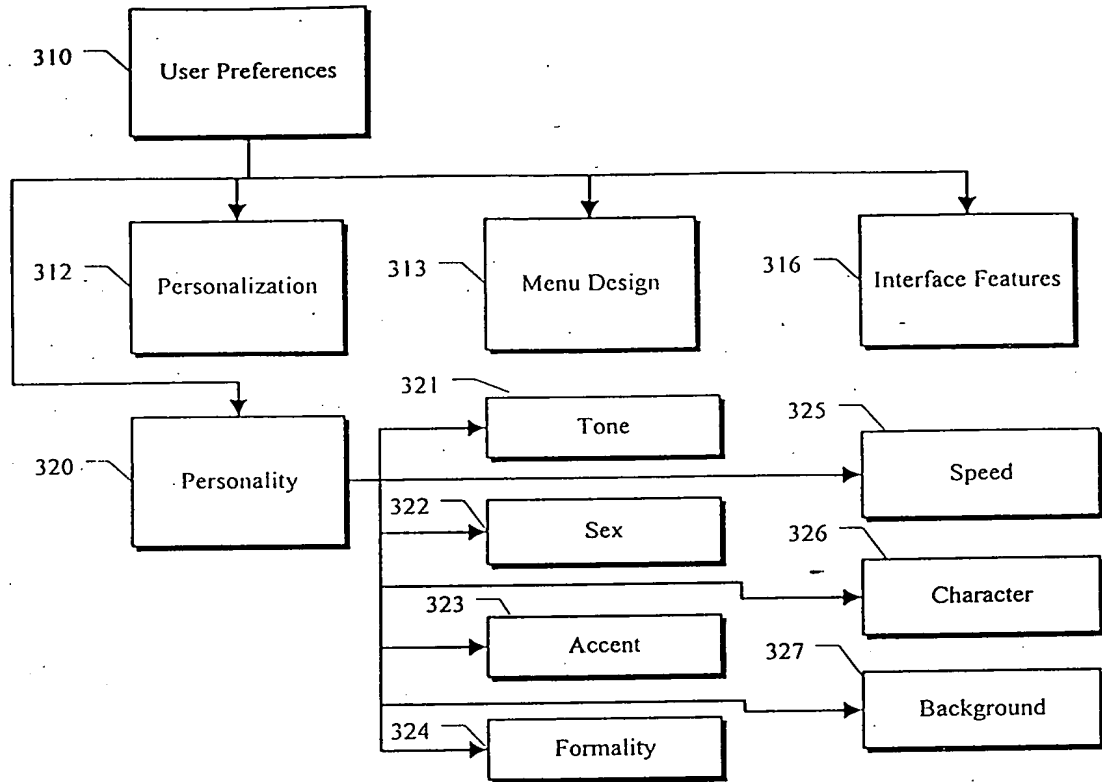 310
User Preferences
312
Personalization
313
Menu Design
316
Interface Features
320
Personality
321
Tone
325
Speed
322
Sex
326
Character
323
Accent
327
Background
324
Formality